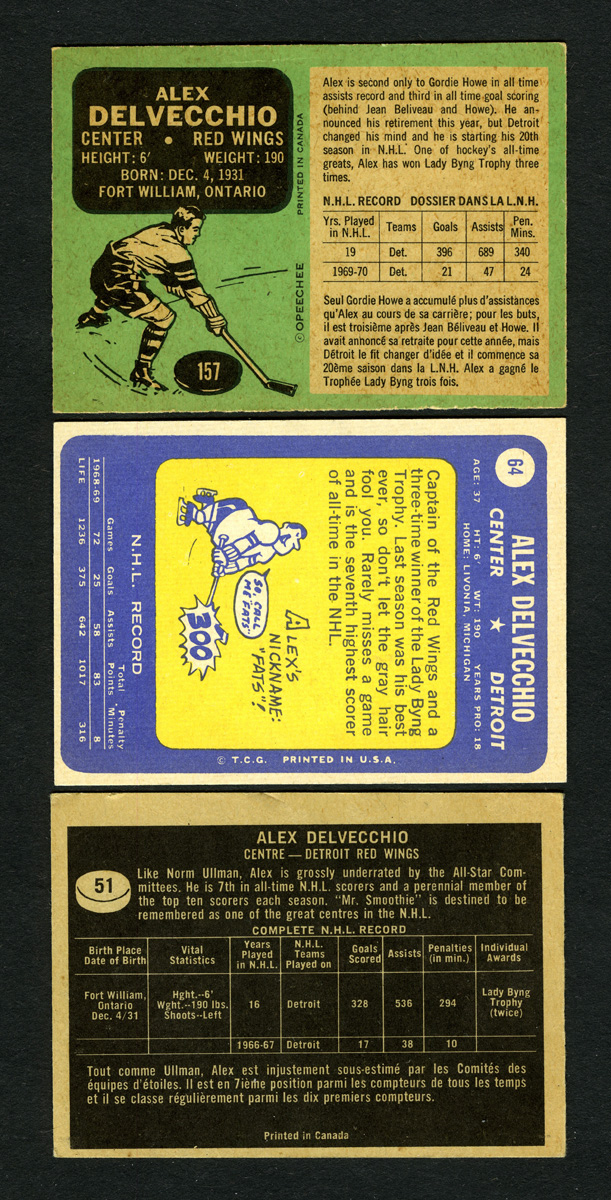 ALEX
DELVECCHIO
CENTER • RED WINGS
HEIGHT: 6' WEIGHT: 190
BORN: DEC. 4, 1931
FORT WILLIAM, ONTARIO
157
© OPEECHEE PRINTED IN CANADA
Alex is second only to Gordie Howe in all time
assists record and third in all time goal scoring
(behind Jean Beliveau and Howe). He an-
nounced his retirement this year, but Detroit
changed his mind and he is starting his 20th
season in N.H.L. One of hockey's all-time
greats, Alex has won Lady Byng Trophy three
times.
N.H.L. RECORD DOSSIER DANS LA L.N.H.
Yrs. Played in N.H.L. Teams Goals Assists Pen. Mins.
19 Det. 396 689 340
1969-70 Det. 21 47 24
Seul Gordie Howe a accumulé plus d'assistances
qu'Alex au cours de sa carrière; pour les buts,
il est troisième après Jean Béliveau et Howe. Il
avait annoncé sa retraite pour cette année, mais
Détroit le fit changer d'idée et il commence sa
20ème saison dans la L.N.H. Alex a gagné le
Trophée Lady Byng trois fois.
64
ALEX DELVECCHIO
CENTER ★ DETROIT
AGE: 37 HT: 6' WT: 190 YEARS PRO: 18
HOME: LIVONIA, MICHIGAN
Captain of the Red Wings and a
three-time winner of the Lady Byng
Trophy. Last season was his best
ever, so don't let the gray hair
fool you. Rarely misses a game
and is the seventh highest scorer
of all-time in the NHL.
ALEX'S
NICKNAME:
"FATS"!
SO, CALL
ME 'FATS..
300
N.H.L. RECORD
Games Goals Assists Total Points Penalty Minutes
1968-69 72 25 58 83 8
LIFE 1236 375 642 1017 316
© T.C.G. PRINTED IN U.S.A.
51
ALEX DELVECCHIO
CENTRE — DETROIT RED WINGS
Like Norm Ullman, Alex is grossly underrated by the All-Star Com-
mittees. He is 7th in all-time N.H.L. scorers and a perennial member of
the top ten scorers each season. "Mr. Smoothie" is destined to be
remembered as one of the great centres in the N.H.L.
COMPLETE N.H.L. RECORD
Birth Place Date of Birth Vital Statistics Years Played in N.H.L. N.H.L. Teams Played on Goals Scored Assists Penalties (in min.) Individual Awards
Fort William, Ontario Dec. 4/31 Hght.--6' Wght.--190 lbs. Shoots--Left 16 Detroit 328 536 294 Lady Byng Trophy (twice)
1966-67 Detroit 17 38 10
Tout comme Ullman, Alex est injustement sous-estimé par les Comités des
équipes d'étoiles. Il est en 7ième position parmi les compteurs de tous les temps
et il se classe régulièrement parmi les dix premiers compteurs.
Printed in Canada